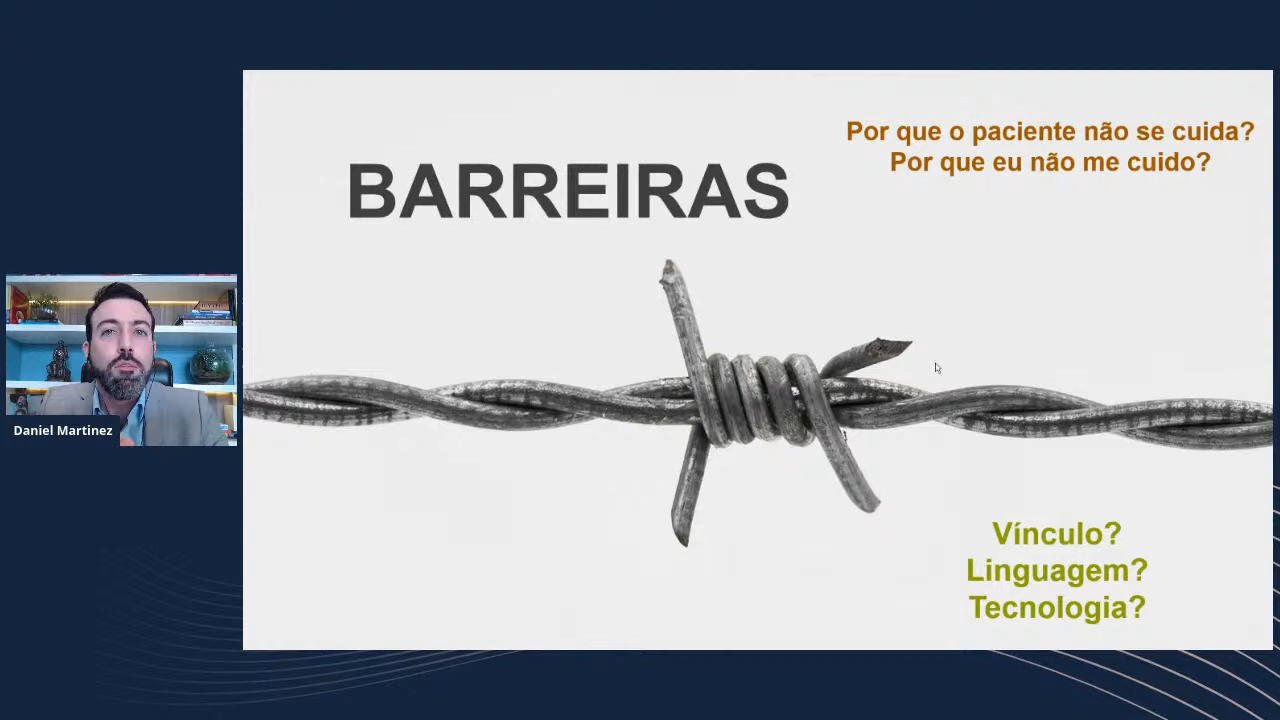 Por que o paciente não se cuida?
Por que eu não me cuido?
BARREIRAS
Daniel Martinez
Vínculo?
Linguagem?
Tecnologia?